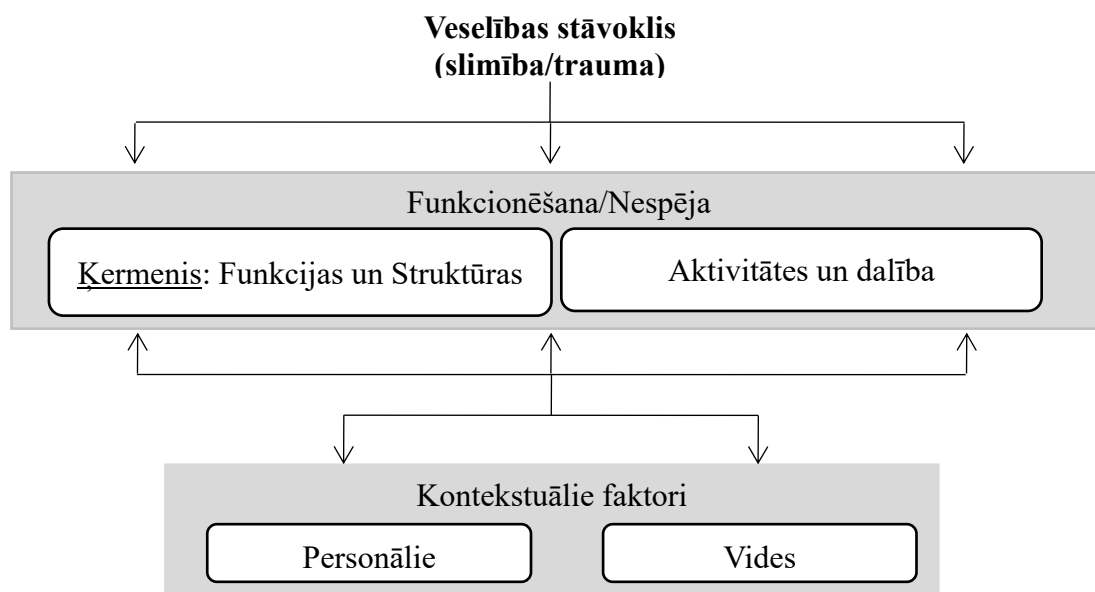 Veselības stāvoklis
(slimība/trauma)
Funkcionēšana/Nespēja
Ķermenis: Funkcijas un Struktūras
Aktivitātes un dalība
Kontekstuālie faktori
Personālie
Vides